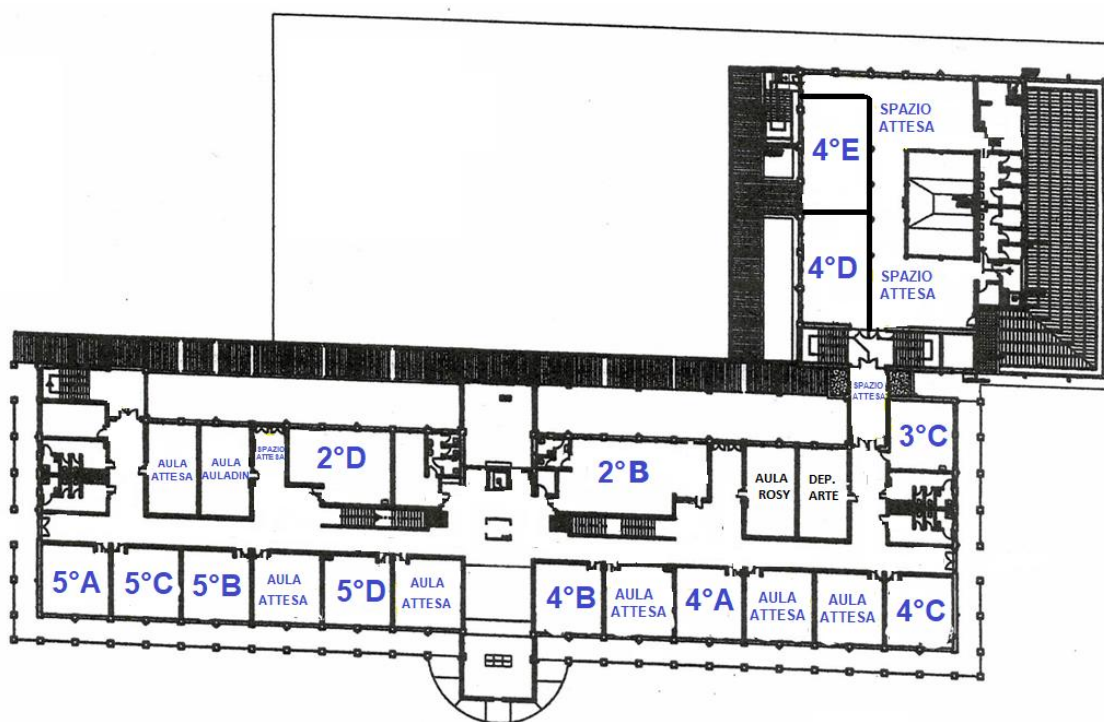 SPAZIO
ATTESA
4°E
4°D
SPAZIO
ATTESA
SPAZIO
ATTESA
3°C
AULA
ATTESA
AULA
AULADIN
SPAZIO
ATTESA
2°D
2°B
AULA
ROSY
DEP.
ARTE
5°A
5°C
5°B
AULA
ATTESA
5°D
AULA
ATTESA
4°B
AULA
ATTESA
4°A
AULA
ATTESA
AULA
ATTESA
4°C